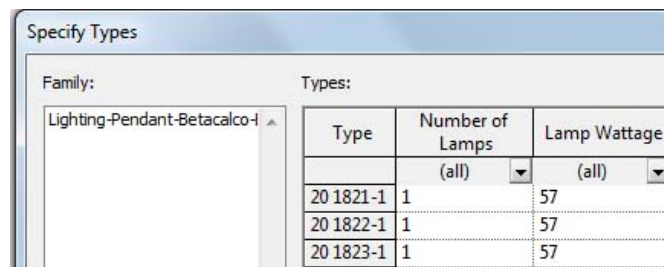 Specify Types
Family:
Types:
Lighting-Pendant-Betacalco-
Type
Number of
Lamps
Lamp Wattage
(all)
(all)
20 1821-1 1 57
20 1822-1 1 57
20 1823-1 1 57